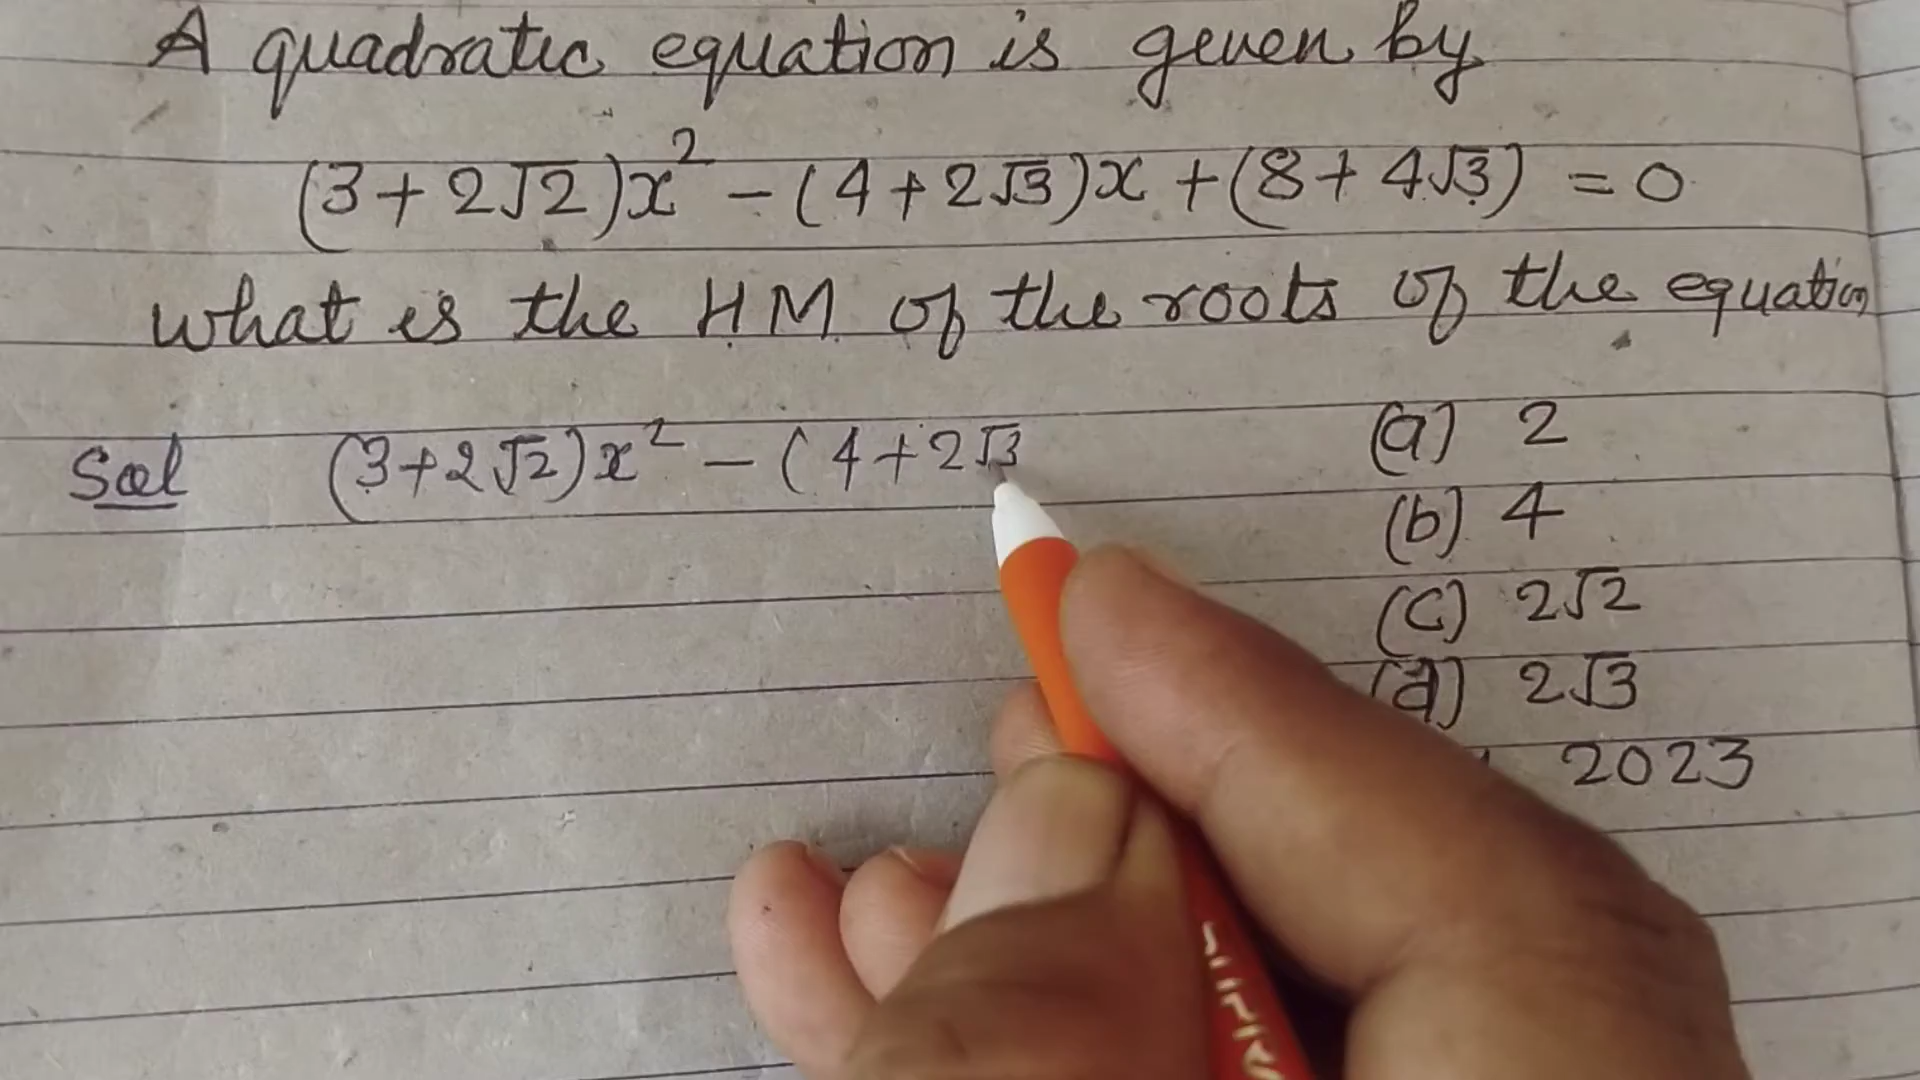 A quadratic equation is given by
(3+2√2)x² - (4+2√3)x + (8+4√3) = 0
what is the HM of the roots of the equation
Sol (3+2√2)x² - (4+2√3
(a) 2
(b) 4
(c) 2√2
(d) 2√3
2023